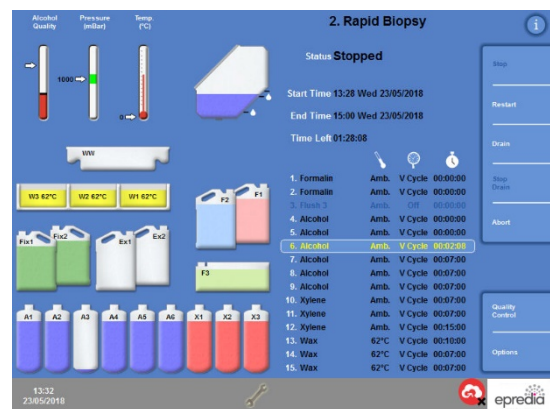 Alcohol Quality
Pressure (mBar)
Temp. (°C)
1000
0
WW
W3 62°C
W2 62°C
W1 62°C
F2
F1
Fix1
Fix2
Ex1
Ex2
F3
A1
A2
A3
A4
A5
A6
X1
X2
X3
2. Rapid Biopsy
Status Stopped
Start Time 13:28 Wed 23/05/2018
End Time 15:00 Wed 23/05/2018
Time Left 01:28:08
1. Formalin Amb. V Cycle 00:00:00
2. Formalin Amb. V Cycle 00:00:00
3. Flush 3 Amb. Off 00:00:00
4. Alcohol Amb. V Cycle 00:00:00
5. Alcohol Amb. V Cycle 00:00:00
6. Alcohol Amb. V Cycle 00:02:08
7. Alcohol Amb. V Cycle 00:07:00
8. Alcohol Amb. V Cycle 00:07:00
9. Alcohol Amb. V Cycle 00:07:00
10. Xylene Amb. V Cycle 00:07:00
11. Xylene Amb. V Cycle 00:07:00
12. Xylene Amb. V Cycle 00:15:00
13. Wax 62°C V Cycle 00:10:00
14. Wax 62°C V Cycle 00:07:00
15. Wax 62°C V Cycle 00:07:00
i
Stop
Restart
Drain
Stop
Drain
Abort
Quality
Control
Options
13:32
23/05/2018
epredia